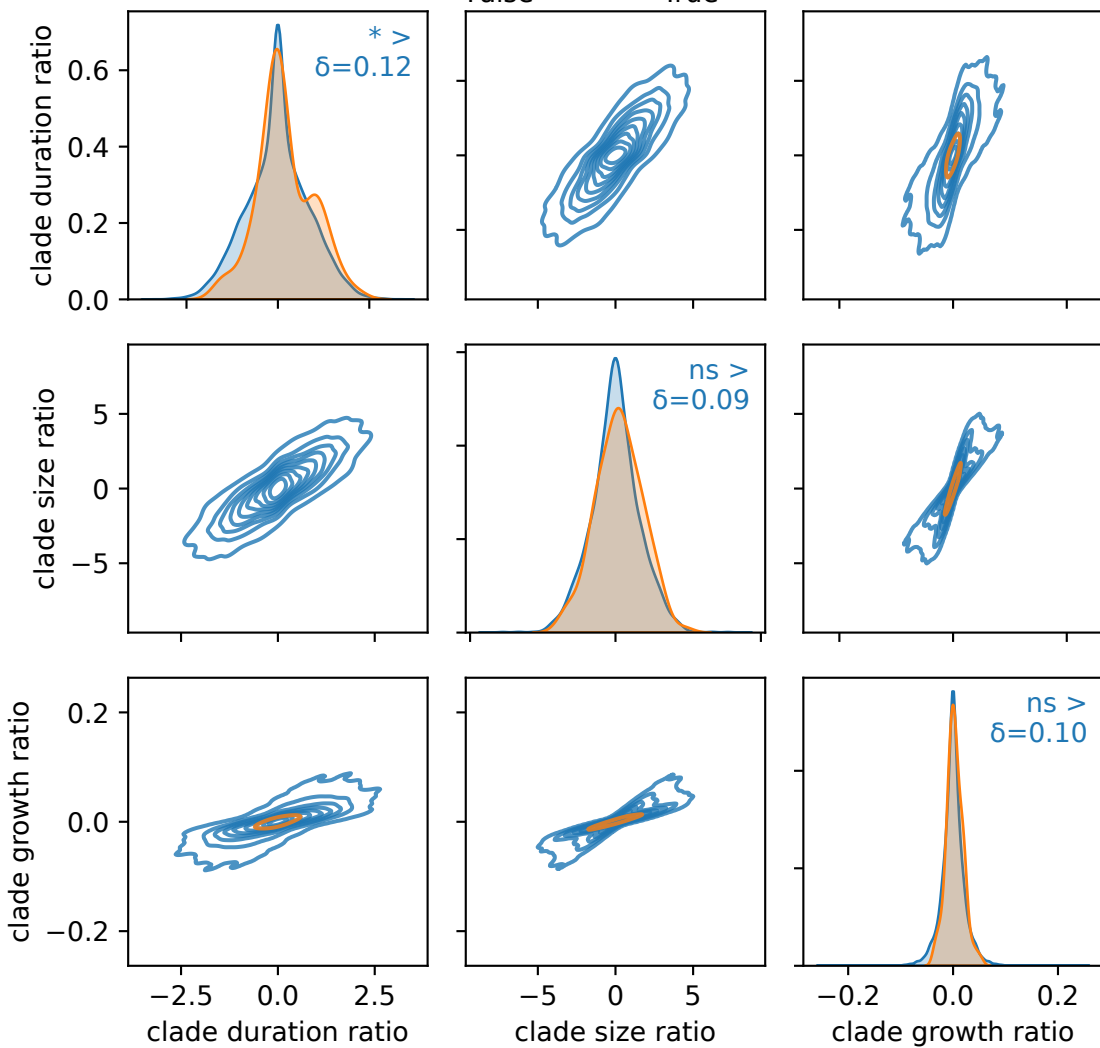 clade duration ratio
0.6
0.4
0.2
0.0
* >
δ=0.12
clade size ratio
5
0
−5
ns >
δ=0.09
clade growth ratio
0.2
0.0
−0.2
ns >
δ=0.10
−2.5 0.0 2.5
clade duration ratio
−5 0 5
clade size ratio
−0.2 0.0 0.2
clade growth ratio